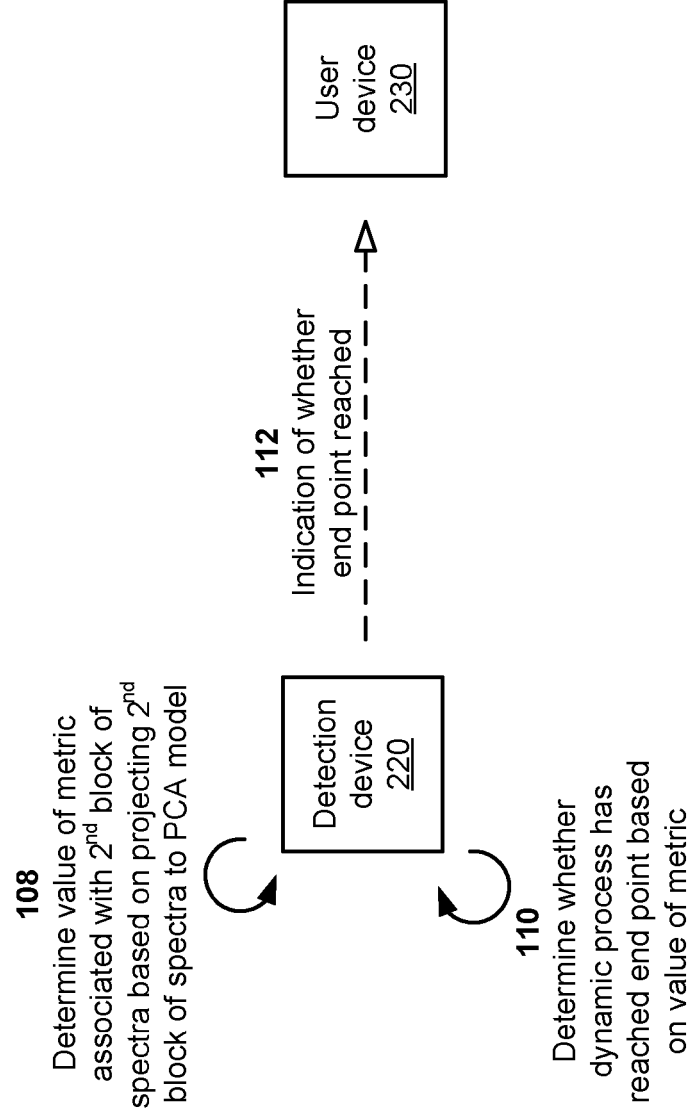 108
Determine value of metric
associated with 2nd block of
spectra based on projecting 2nd
block of spectra to PCA model
Detection
device
220
110
Determine whether
dynamic process has
reached end point based
on value of metric
112
Indication of whether
end point reached
User
device
230